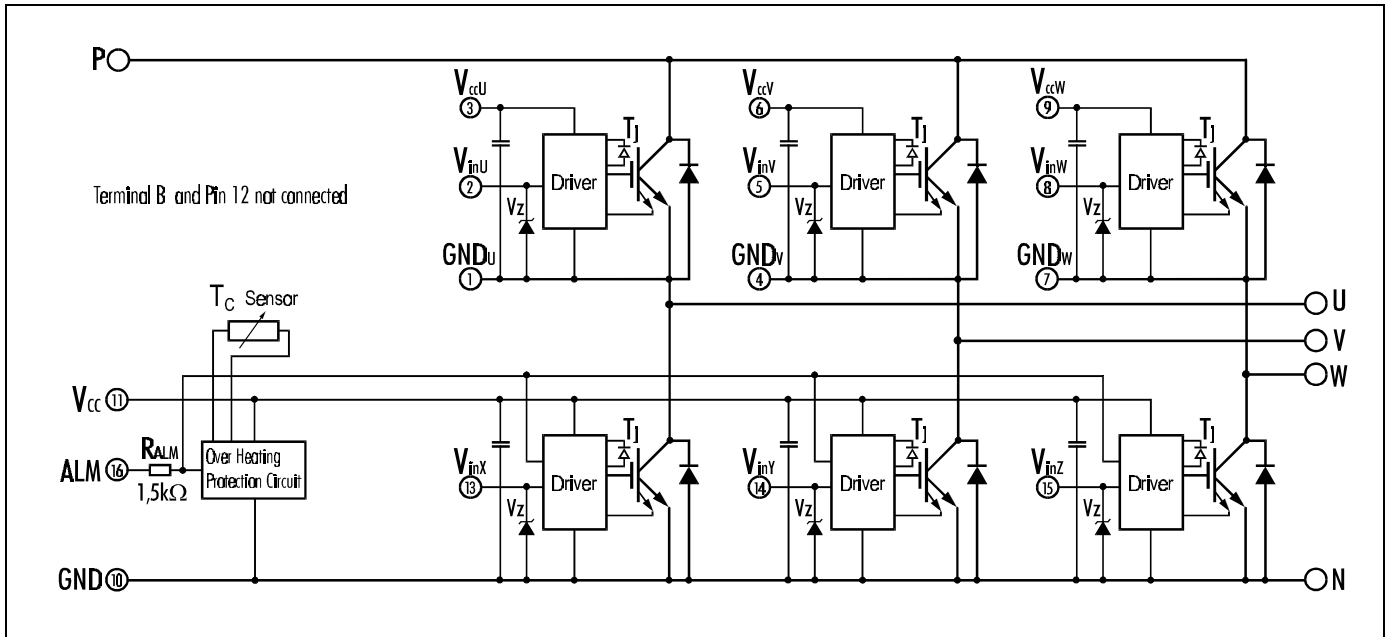 P
VccU
VccV
VccW
3
6
9
Tj
Tj
Tj
VinU
VinV
VinW
2
5
8
Driver
Driver
Driver
Terminal B and Pin 12 not connected
Vz
Vz
Vz
GNDU
GNDV
GNDW
1
4
7
TC Sensor
U
V
W
VCC 11
RALM
ALM 16
1,5kΩ
Over Heating
Protection Circuit
Tj
Tj
Tj
VinX
VinY
VinZ
13
14
15
Driver
Driver
Driver
Vz
Vz
Vz
GND 10
N